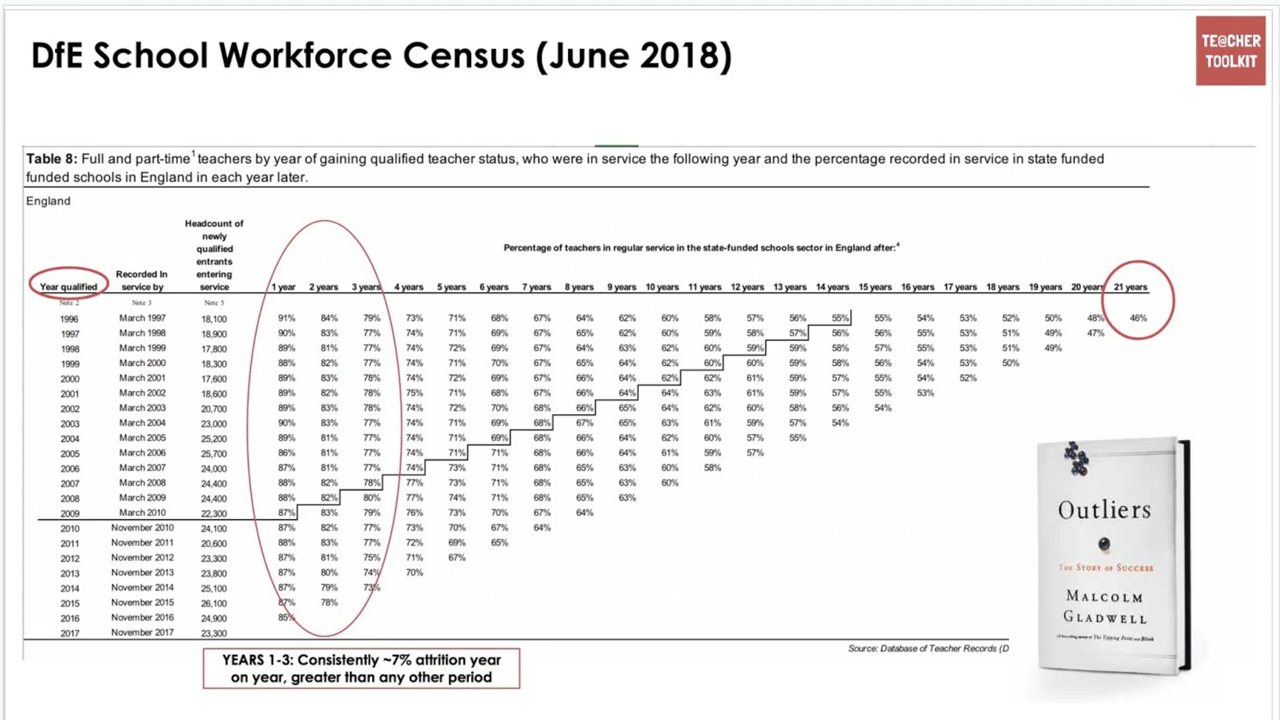 DfE School Workforce Census (June 2018)
TE@CHER
TOOLKIT
Table 8: Full and part-time¹ teachers by year of gaining qualified teacher status, who were in service the following year and the percentage recorded in service in state funded
funded schools in England in each year later.
England
Headcount of
newly
qualified
entrants
entering
service
Percentage of teachers in regular service in the state-funded schools sector in England after:⁴
Recorded In
service by
Year qualified
1 year 2 years 3 years 4 years 5 years 6 years 7 years 8 years 9 years 10 years 11 years 12 years 13 years 14 years 15 years 16 years 17 years 18 years 19 years 20 years 21 years
Note 2 Note 3 Note 5
1996 March 1997 18,100 91% 84% 79% 73% 71% 68% 67% 64% 62% 60% 58% 57% 56% 55% 55% 54% 53% 52% 50% 48% 46%
1997 March 1998 18,900 90% 83% 77% 74% 71% 69% 67% 65% 62% 60% 59% 58% 57% 56% 56% 55% 53% 51% 49% 47%
1998 March 1999 17,800 89% 81% 77% 74% 72% 69% 67% 64% 63% 62% 60% 59% 59% 58% 57% 55% 53% 51% 49%
1999 March 2000 18,300 88% 82% 77% 74% 71% 70% 67% 65% 64% 62% 60% 60% 59% 58% 56% 54% 53% 50%
2000 March 2001 17,600 89% 83% 78% 74% 72% 69% 67% 66% 64% 62% 62% 61% 59% 57% 55% 54% 52%
2001 March 2002 18,600 89% 82% 78% 75% 71% 68% 67% 66% 64% 64% 63% 61% 59% 57% 55% 53%
2002 March 2003 20,700 89% 83% 78% 74% 72% 70% 68% 66% 65% 64% 62% 60% 58% 56% 54%
2003 March 2004 23,000 90% 83% 77% 74% 71% 69% 68% 67% 65% 63% 61% 59% 57% 54%
2004 March 2005 25,200 89% 81% 77% 74% 71% 69% 68% 66% 64% 62% 60% 57% 55%
2005 March 2006 25,700 86% 81% 77% 74% 71% 71% 68% 66% 64% 61% 59% 57%
2006 March 2007 24,000 87% 81% 77% 74% 73% 71% 68% 65% 63% 60% 58%
2007 March 2008 24,400 88% 82% 78% 77% 73% 71% 68% 65% 63% 60%
2008 March 2009 24,400 88% 82% 80% 77% 74% 71% 68% 65% 63%
2009 March 2010 22,300 87% 83% 79% 76% 73% 70% 67% 64%
2010 November 2010 24,100 87% 82% 77% 73% 70% 67% 64%
2011 November 2011 20,600 88% 83% 77% 72% 69% 65%
2012 November 2012 23,300 87% 81% 75% 71% 67%
2013 November 2013 23,800 87% 80% 74% 70%
2014 November 2014 25,100 87% 79% 73%
2015 November 2015 26,100 87% 78%
2016 November 2016 24,900 85%
2017 November 2017 23,300
Source: Database of Teacher Records (D
YEARS 1-3: Consistently ~7% attrition year
on year, greater than any other period
Outliers
THE STORY OF SUCCESS
MALCOLM
GLADWELL
Author of The Tipping Point and Blink